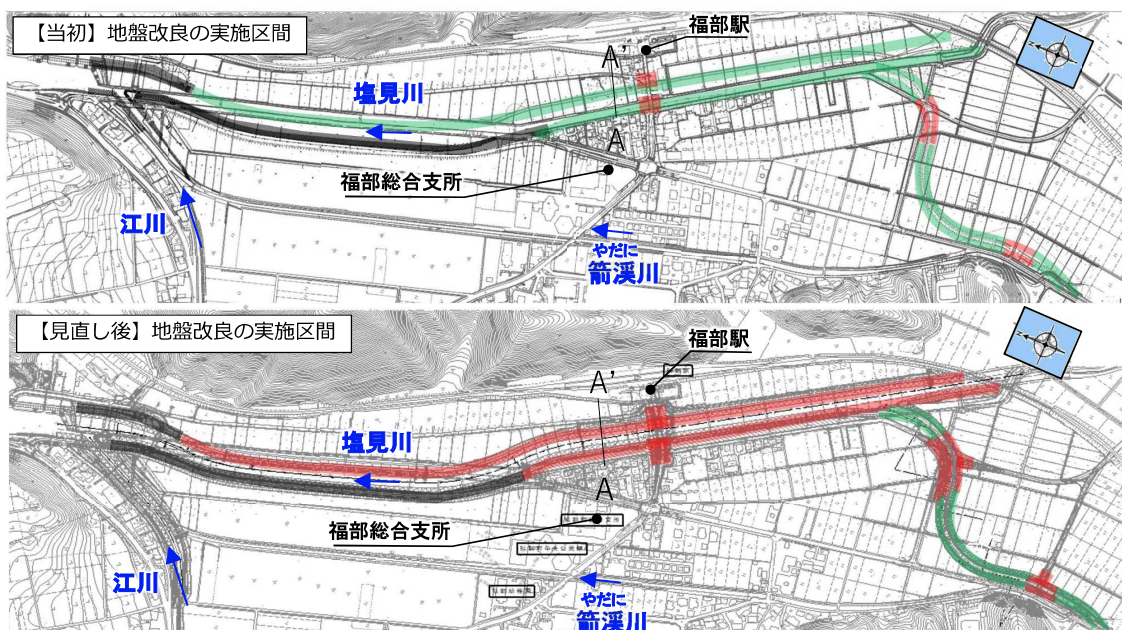 【当初】地盤改良の実施区間
福部駅
A’
塩見川
A
福部総合支所
江川
やだに
箭渓川
N
【見直し後】地盤改良の実施区間
福部駅
A’
塩見川
A
福部総合支所
江川
やだに
箭渓川
N